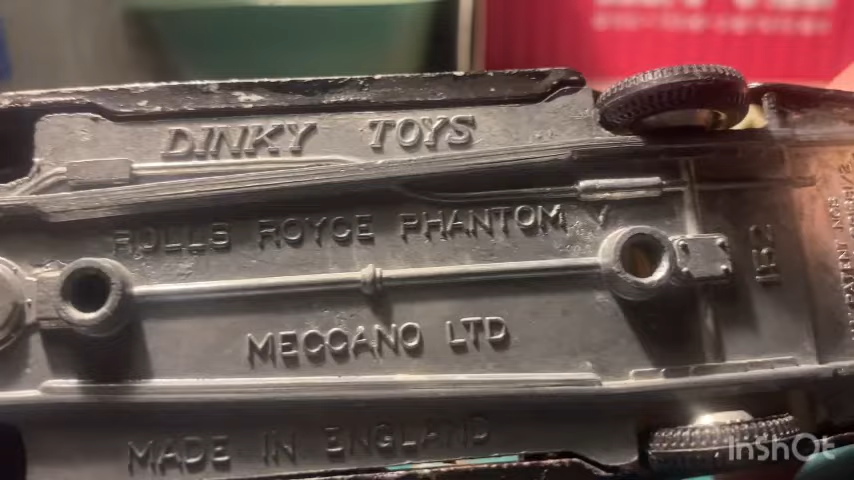 DINKY TOYS
ROLLS ROYCE PHANTOM V
MECCANO LTD
MADE IN ENGLAND
152
InShOt